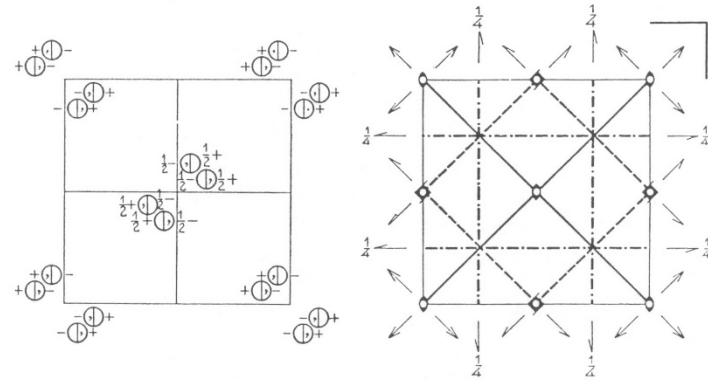 + - + - 1/4 1/4
+ - + -
- + - +
- + - +
1/4 1/4
1/2- 1/2+
1/2- 1/2+
1/2+ 1/2-
1/2+ 1/2-
1/4 1/4
+ - + -
+ - + -
- + - +
- + - +
1/4 1/4